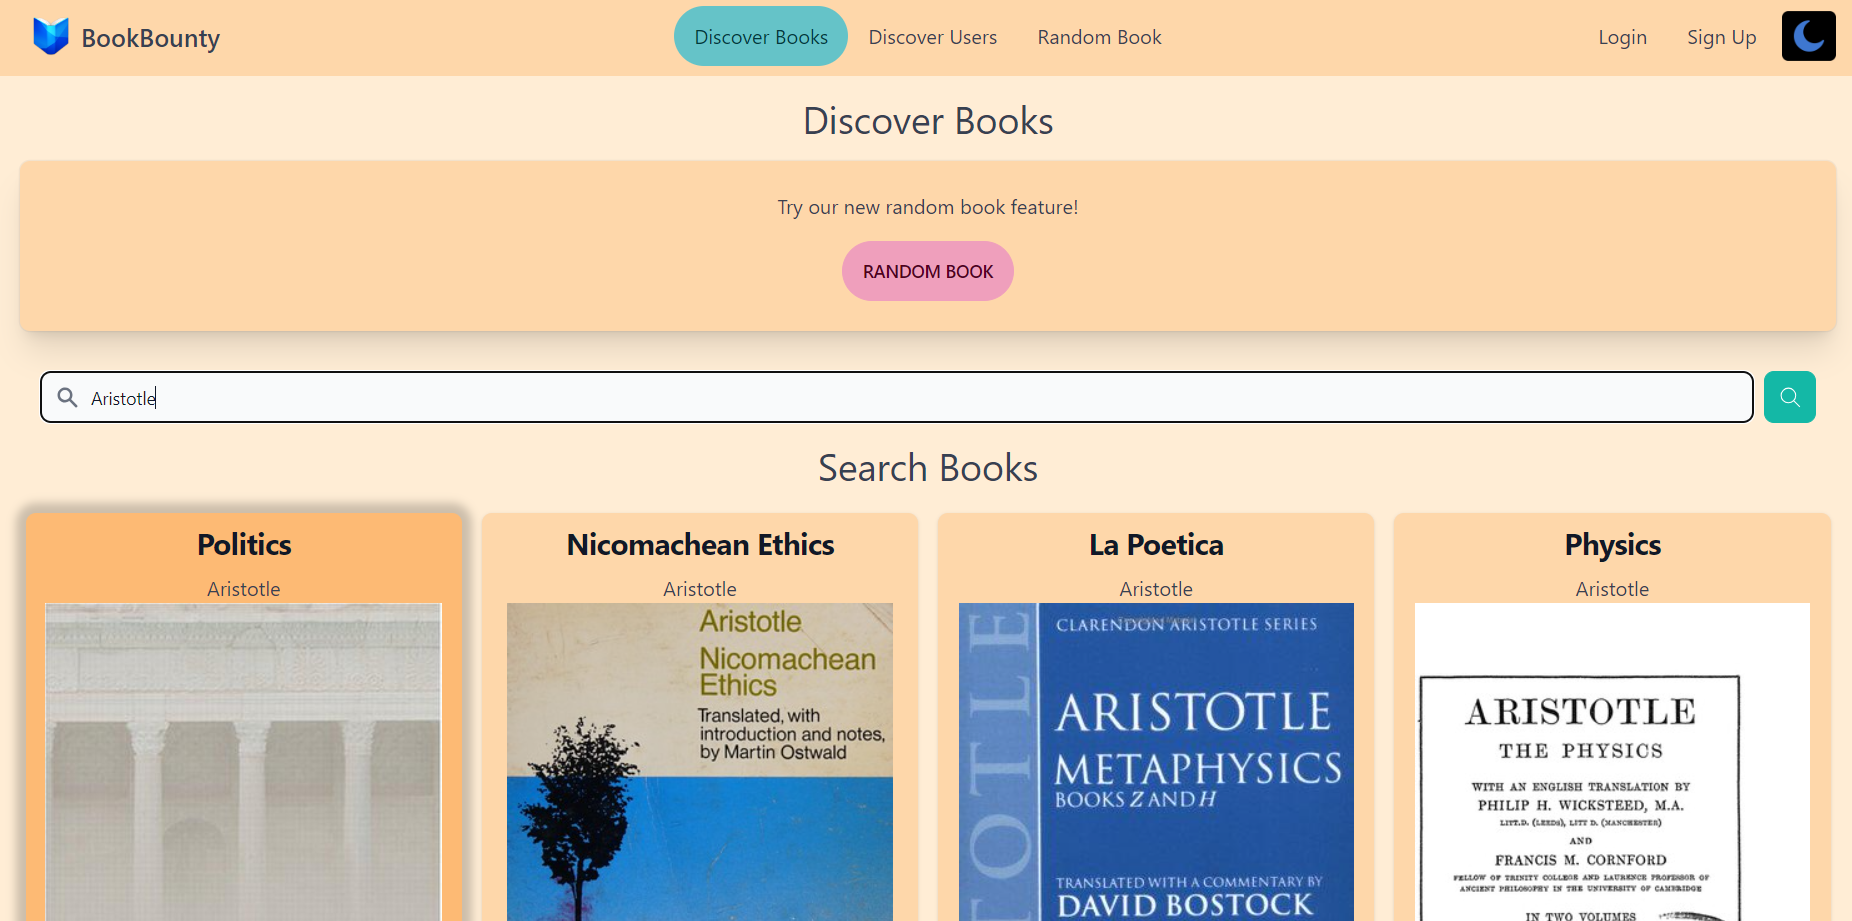 BookBounty
Discover Books
Discover Users
Random Book
Login
Sign Up
Discover Books
Try our new random book feature!
RANDOM BOOK
Aristotle
Search Books
Politics
Aristotle
Nicomachean Ethics
Aristotle
Aristotle
Nicomachean
Ethics
Translated, with
introduction and notes,
by Martin Ostwald
La Poetica
Aristotle
OTLE
CLARENDON ARISTOTLE SERIES
ARISTOTLE
METAPHYSICS
BOOKS Z AND H
TRANSLATED WITH A COMMENTARY BY
DAVID BOSTOCK
Physics
Aristotle
ARISTOTLE
THE PHYSICS
WITH AN ENGLISH TRANSLATION BY
PHILIP H. WICKSTEED, M.A.
LITT.D. (LEEDS), LITT D. (MANCHESTER)
AND
FRANCIS M. CORNFORD
FELLOW OF TRINITY COLLEGE AND LAURENCE PROFESSOR OF
ANCIENT PHILOSOPHY IN THE UNIVERSITY OF CAMBRIDGE
IN TWO VOLUMES